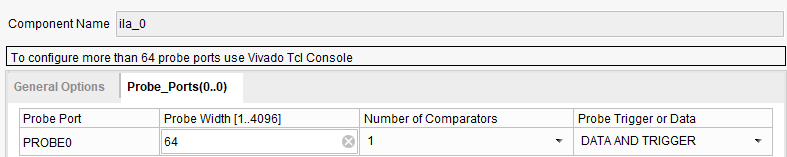 Component Name ila_0
To configure more than 64 probe ports use Vivado Tcl Console
General Options Probe_Ports(0..0)
Probe Port Probe Width [1..4096] Number of Comparators Probe Trigger or Data
PROBE0 64 1 DATA AND TRIGGER